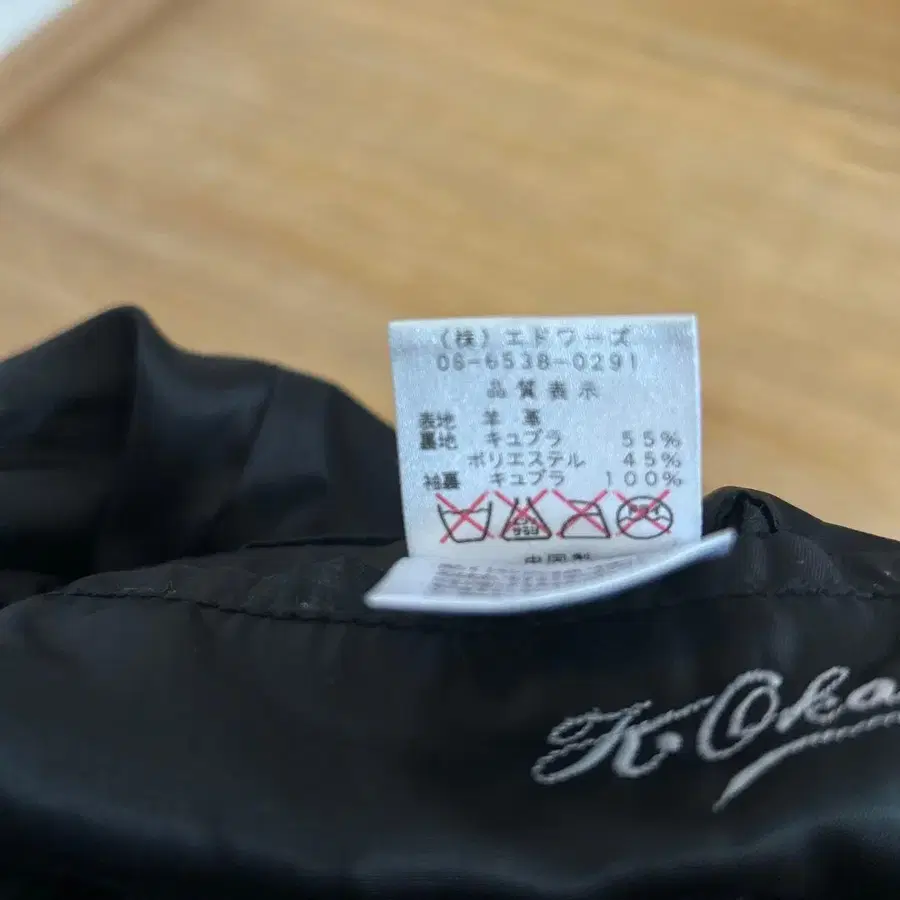 (株)エドワーズ
06-6538-0291
品質表示
表地 羊革
裏地 キュプラ 55%
ポリエステル 45%
袖裏 キュプラ 100%
中国製
K Oka